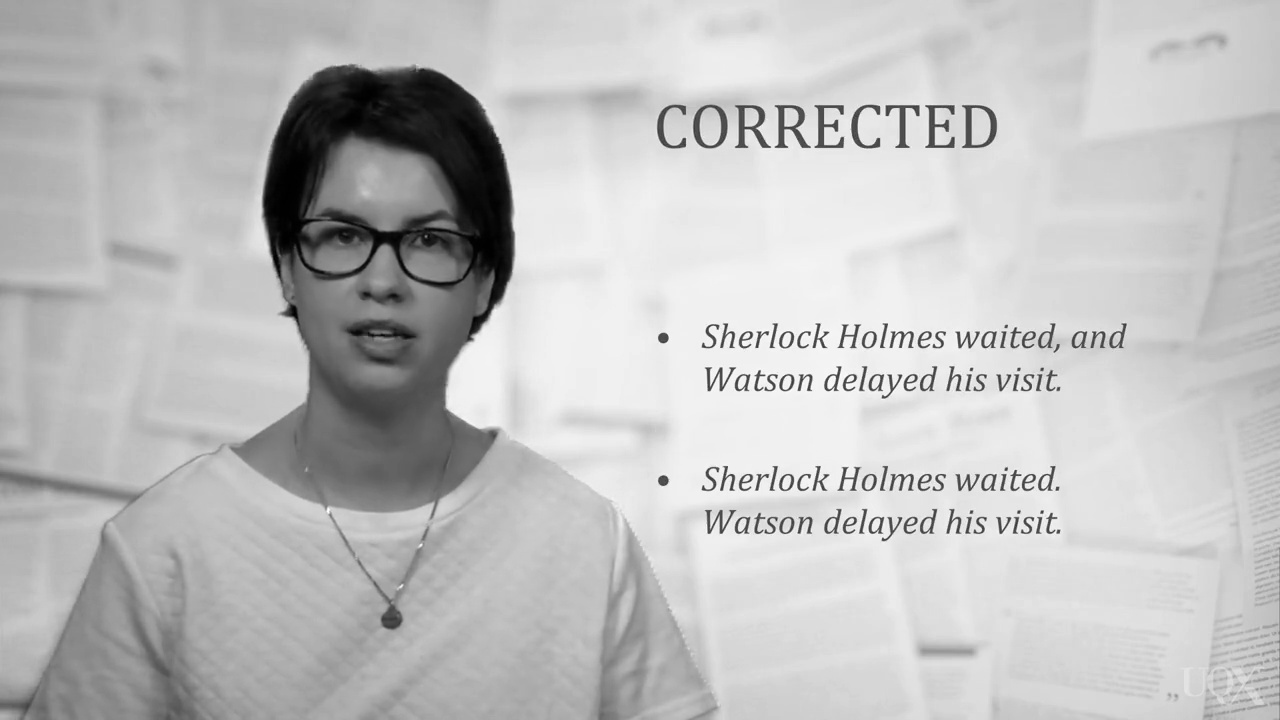 CORRECTED
• Sherlock Holmes waited, and
Watson delayed his visit.
• Sherlock Holmes waited.
Watson delayed his visit.
UQX